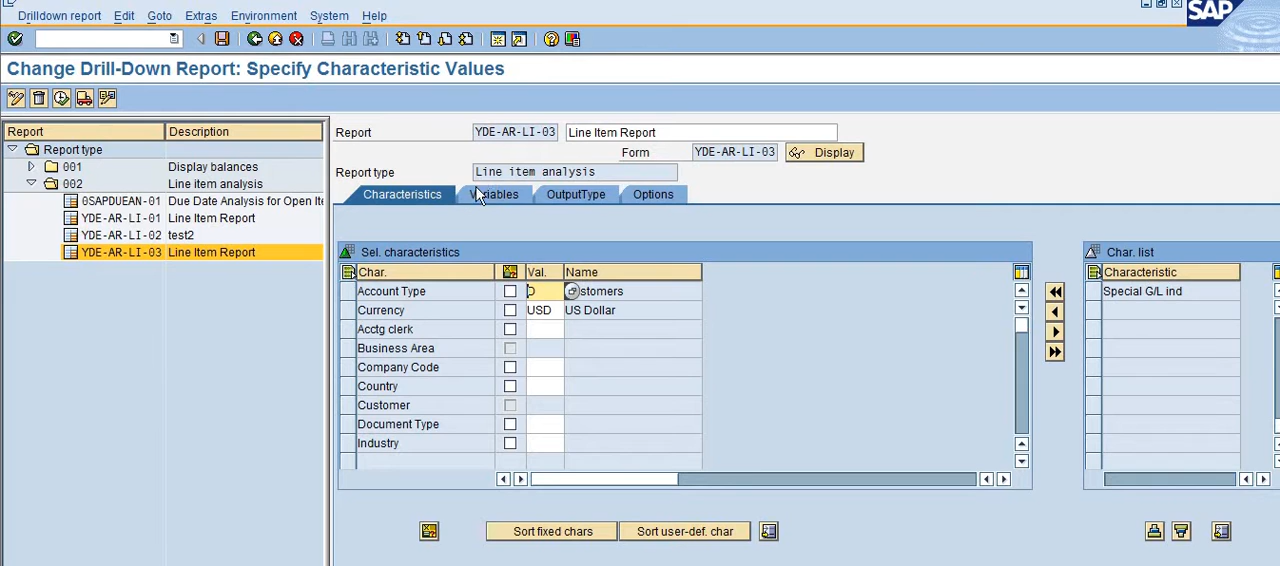 Drilldown report Edit Goto Extras Environment System Help
SAP
Change Drill-Down Report: Specify Characteristic Values
Report Description
Report type
001 Display balances
002 Line item analysis
0SAPDUEAN-01 Due Date Analysis for Open Ite
YDE-AR-LI-01 Line Item Report
YDE-AR-LI-02 test2
YDE-AR-LI-03 Line Item Report
Report YDE-AR-LI-03 Line Item Report
Form YDE-AR-LI-03 Display
Report type Line item analysis
Characteristics Variables OutputType Options
Sel. characteristics
Char. Val. Name
Account Type D stomers
Currency USD US Dollar
Acctg clerk
Business Area
Company Code
Country
Customer
Document Type
Industry
Char. list
Characteristic
Special G/L ind
Sort fixed chars Sort user-def. char